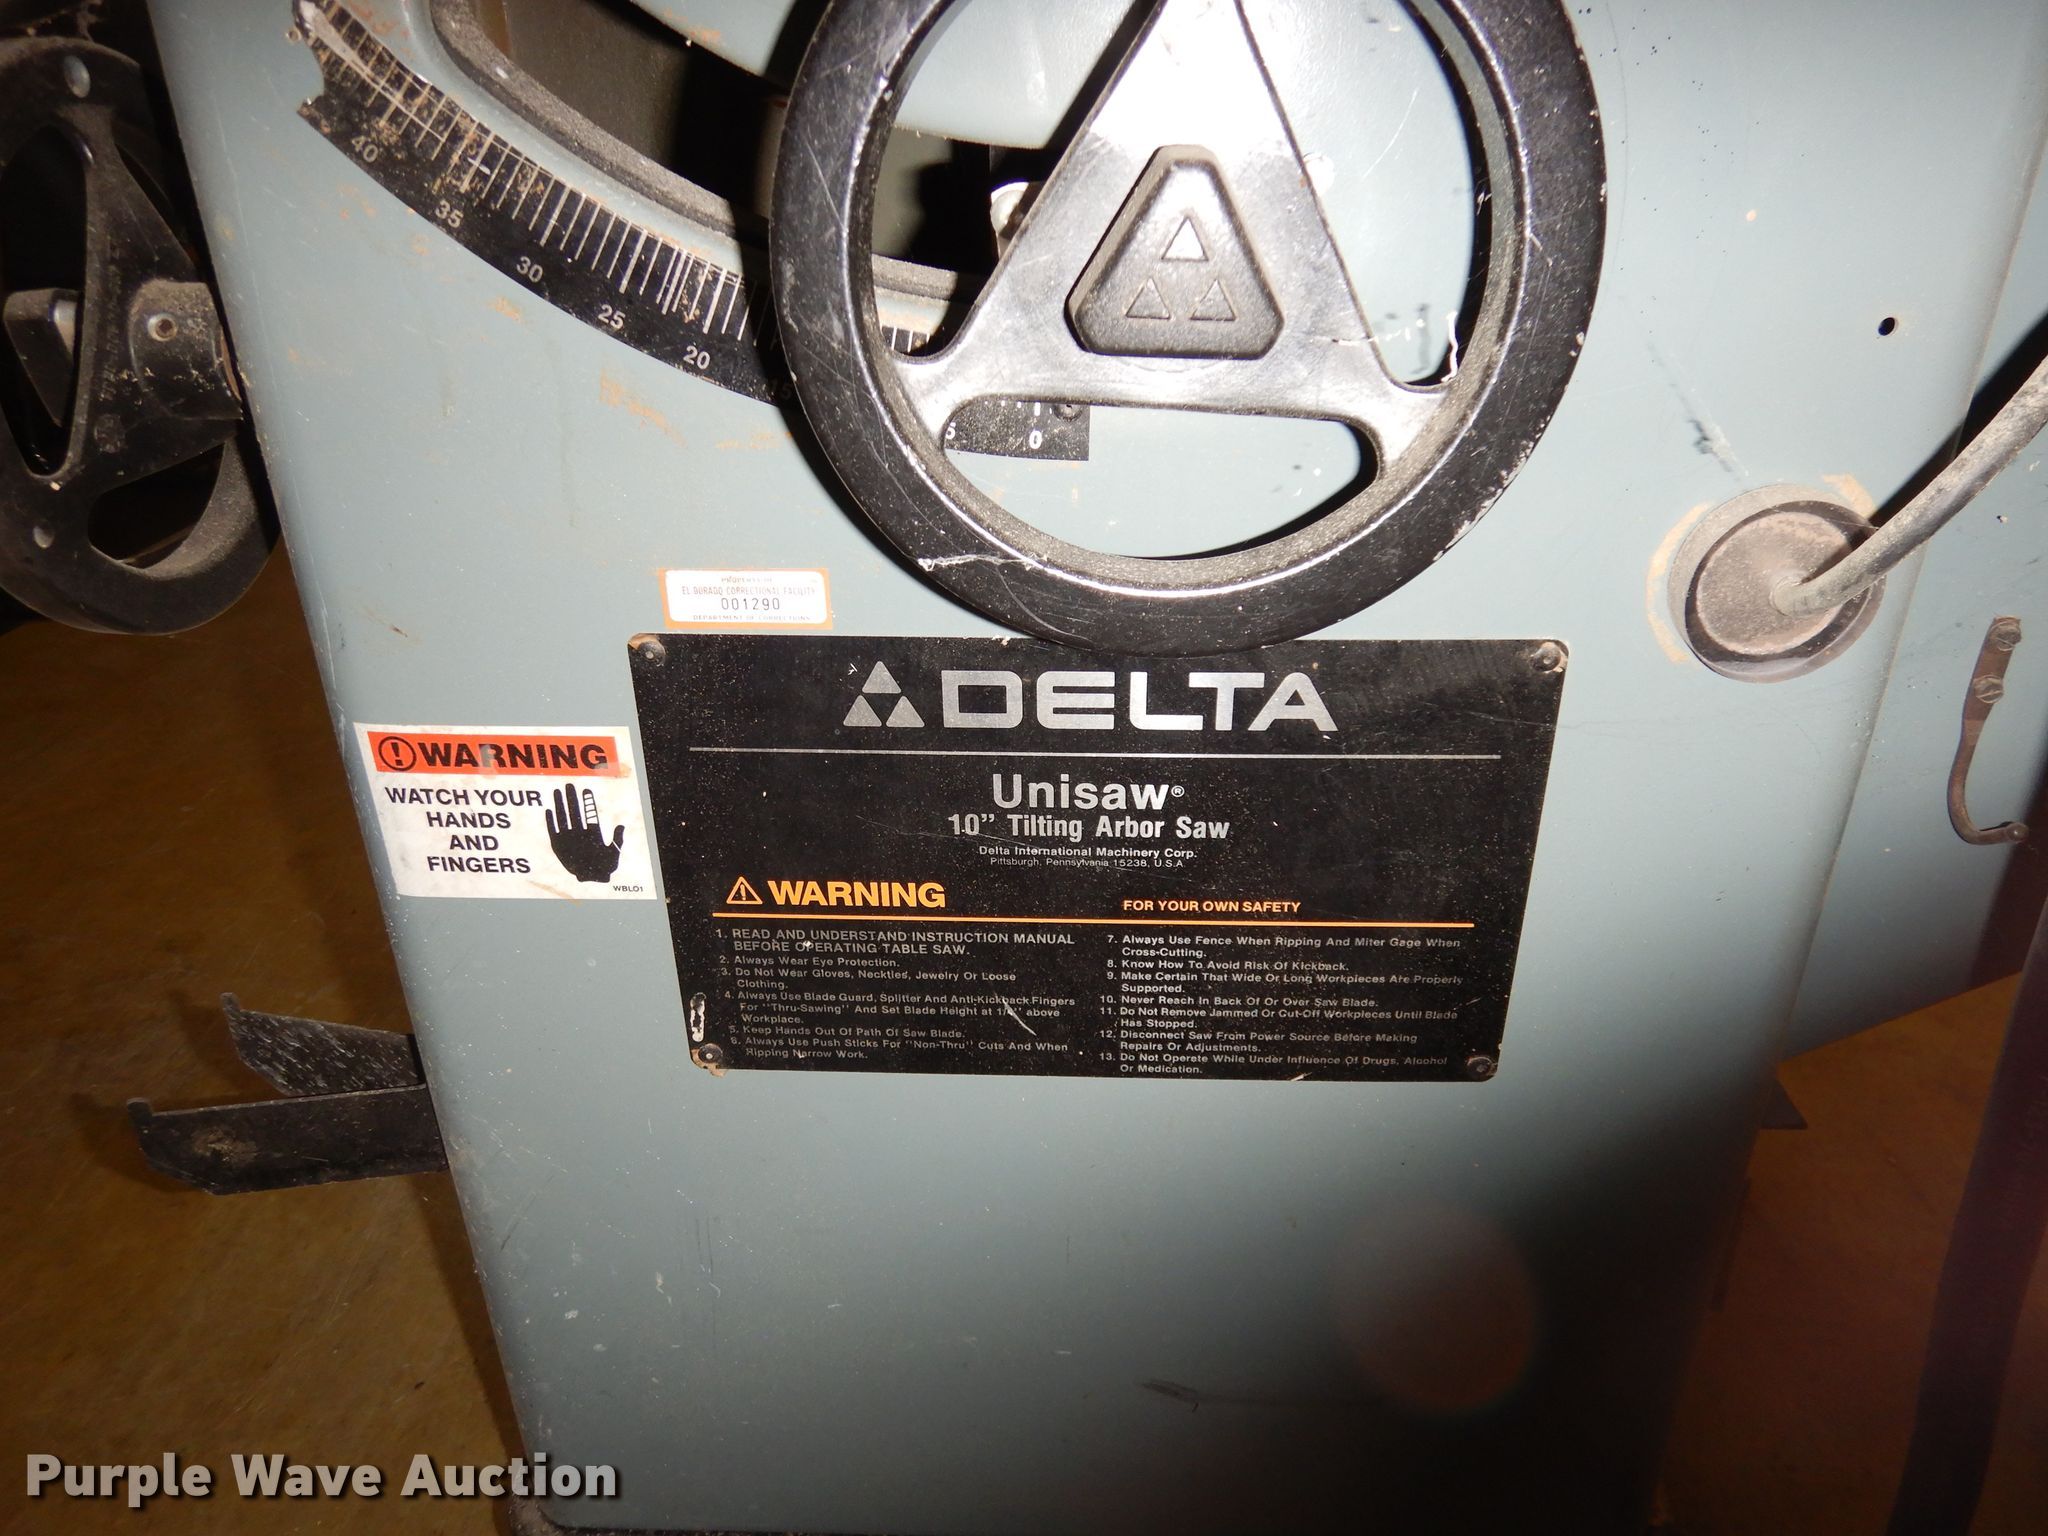 40
35
30
25
20
15
5
0
PROPERTY OF
EL DORADO CORRECTIONAL FACILITY
001290
DEPARTMENT OF CORRECTIONS
DELTA
Unisaw®
10" Tilting Arbor Saw
Delta International Machinery Corp.
Pittsburgh, Pennsylvania 15238, U.S.A.
WARNING
WATCH YOUR
HANDS
AND
FINGERS
WBL01
WARNING
FOR YOUR OWN SAFETY
1. READ AND UNDERSTAND INSTRUCTION MANUAL
BEFORE OPERATING TABLE SAW.
2. Always Wear Eye Protection.
3. Do Not Wear Gloves, Neckties, Jewelry Or Loose
Clothing.
4. Always Use Blade Guard, Splitter And Anti-Kickback Fingers
For "Thru-Sawing" And Set Blade Height at 1/4" above
Workplace.
5. Keep Hands Out Of Path Of Saw Blade.
6. Always Use Push Sticks For "Non-Thru" Cuts And When
Ripping Narrow Work.
7. Always Use Fence When Ripping And Miter Gage When
Cross-Cutting.
8. Know How To Avoid Risk Of Kickback.
9. Make Certain That Wide Or Long Workpieces Are Properly
Supported.
10. Never Reach In Back Of Or Over Saw Blade.
11. Do Not Remove Jammed Or Cut-Off Workpieces Until Blade
Has Stopped.
12. Disconnect Saw From Power Source Before Making
Repairs Or Adjustments.
13. Do Not Operate While Under Influence Of Drugs, Alcohol
Or Medication.
Purple Wave Auction